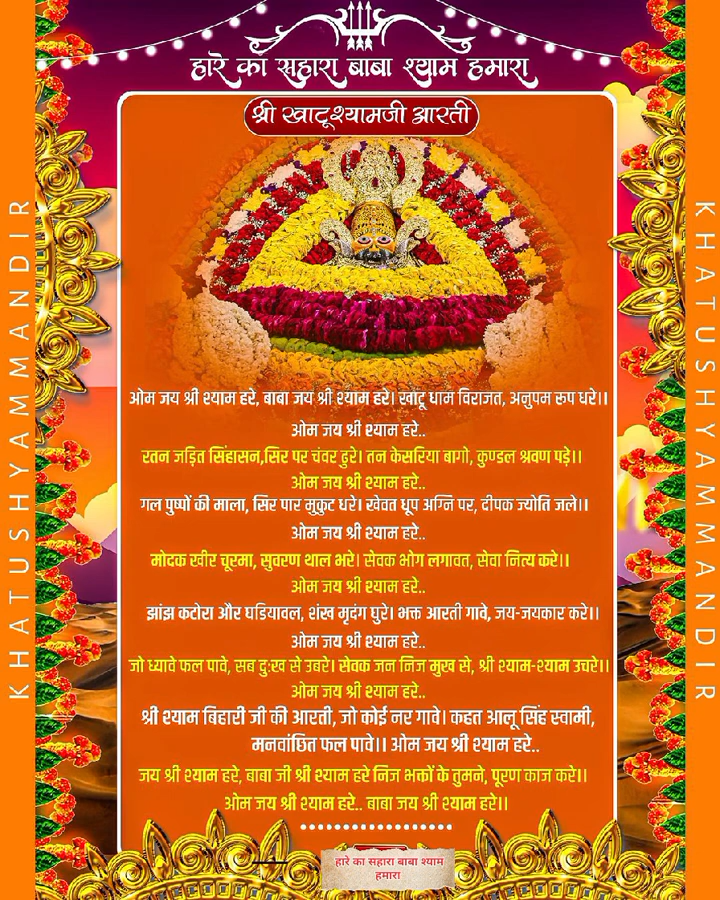 हारे का सहारा बाबा श्याम हमारा
श्री खाटूश्यामजी आरती
KHATUSHYAMMANDIR
KHATUSHYAMMANDIR
ओम जय श्री श्याम हरे, बाबा जय श्री श्याम हरे। खाटू धाम विराजत, अनुपम रूप धरे।।
ओम जय श्री श्याम हरे..
रतन जड़ित सिंहासन,सिर पर चंवर ढुरे। तन केसरिया बागो, कुण्डल श्रवण पड़े।।
ओम जय श्री श्याम हरे..
गल पुष्पों की माला, सिर पार मुकुट धरे। खेवत धूप अग्नि पर, दीपक ज्योति जले।।
ओम जय श्री श्याम हरे..
मोदक खीर चूरमा, सुवरण थाल भरे। सेवक भोग लगावत, सेवा नित्य करे।।
ओम जय श्री श्याम हरे..
झांझ कटोरा और घडियावल, शंख मृदंग घुरे। भक्त आरती गावे, जय-जयकार करे।।
ओम जय श्री श्याम हरे..
जो ध्यावे फल पावे, सब दुःख से उबरे। सेवक जन निज मुख से, श्री श्याम-श्याम उचरे।।
ओम जय श्री श्याम हरे..
श्री श्याम बिहारी जी की आरती, जो कोई नर गावे। कहत आलू सिंह स्वामी,
मनवांछित फल पावे।। ओम जय श्री श्याम हरे..
जय श्री श्याम हरे, बाबा जी श्री श्याम हरे निज भक्तों के तुमने, पूरण काज करे।।
ओम जय श्री श्याम हरे.. बाबा जय श्री श्याम हरे।।
हारे का सहारा बाबा श्याम
हमारा